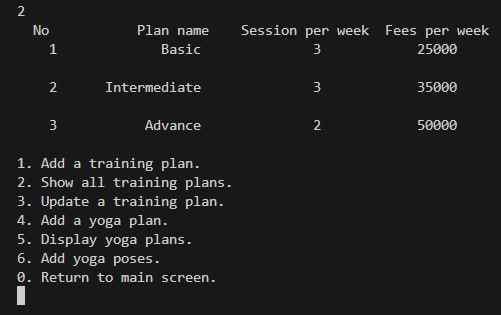 2
No Plan name Session per week Fees per week
1 Basic 3 25000
2 Intermediate 3 35000
3 Advance 2 50000
1. Add a training plan.
2. Show all training plans.
3. Update a training plan.
4. Add a yoga plan.
5. Display yoga plans.
6. Add yoga poses.
0. Return to main screen.